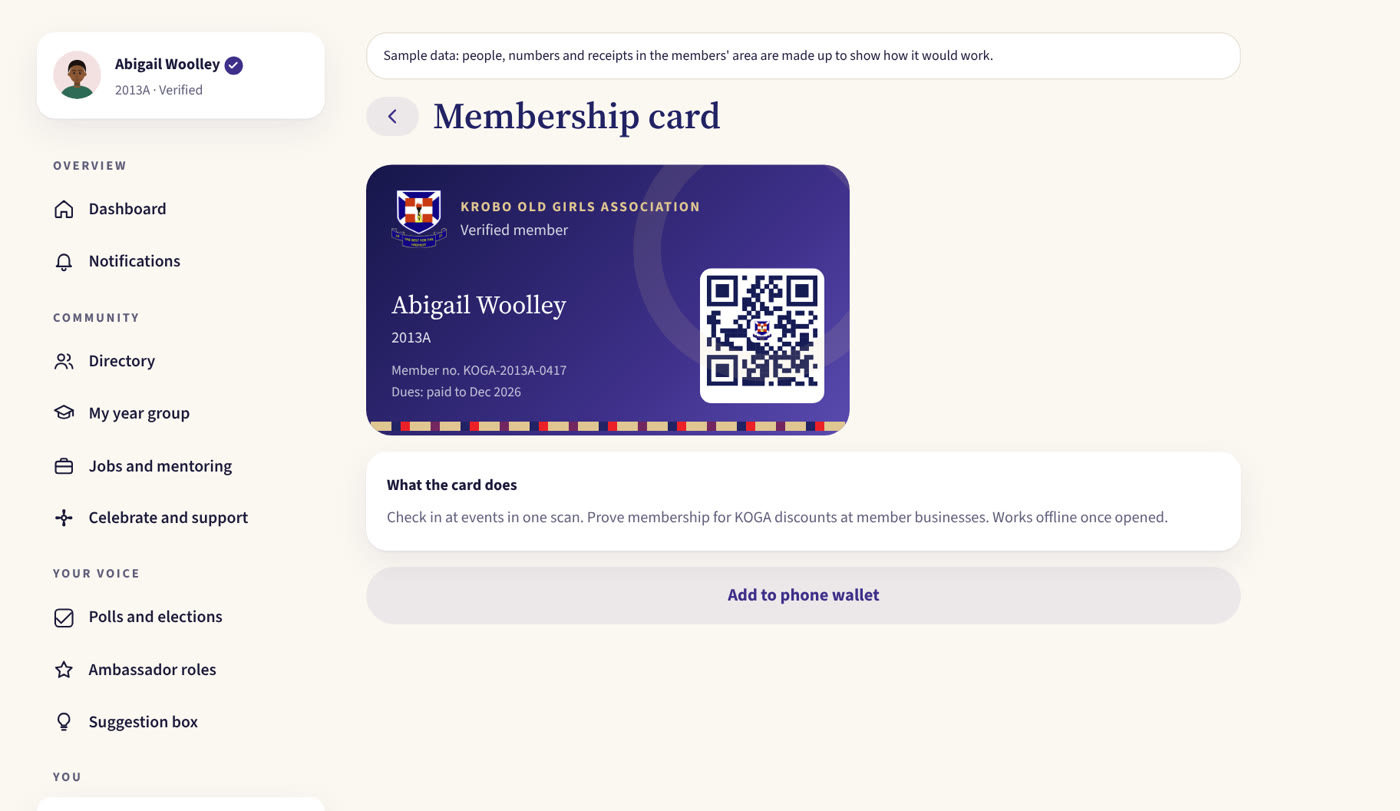 Abigail Woolley
2013A · Verified
OVERVIEW
Dashboard
Notifications
COMMUNITY
Directory
My year group
Jobs and mentoring
Celebrate and support
YOUR VOICE
Polls and elections
Ambassador roles
Suggestion box
YOU
Sample data: people, numbers and receipts in the members' area are made up to show how it would work.
Membership card
KROBO OLD GIRLS ASSOCIATION
Verified member
Abigail Woolley
2013A
Member no. KOGA-2013A-0417
Dues: paid to Dec 2026
What the card does
Check in at events in one scan. Prove membership for KOGA discounts at member businesses. Works offline once opened.
Add to phone wallet